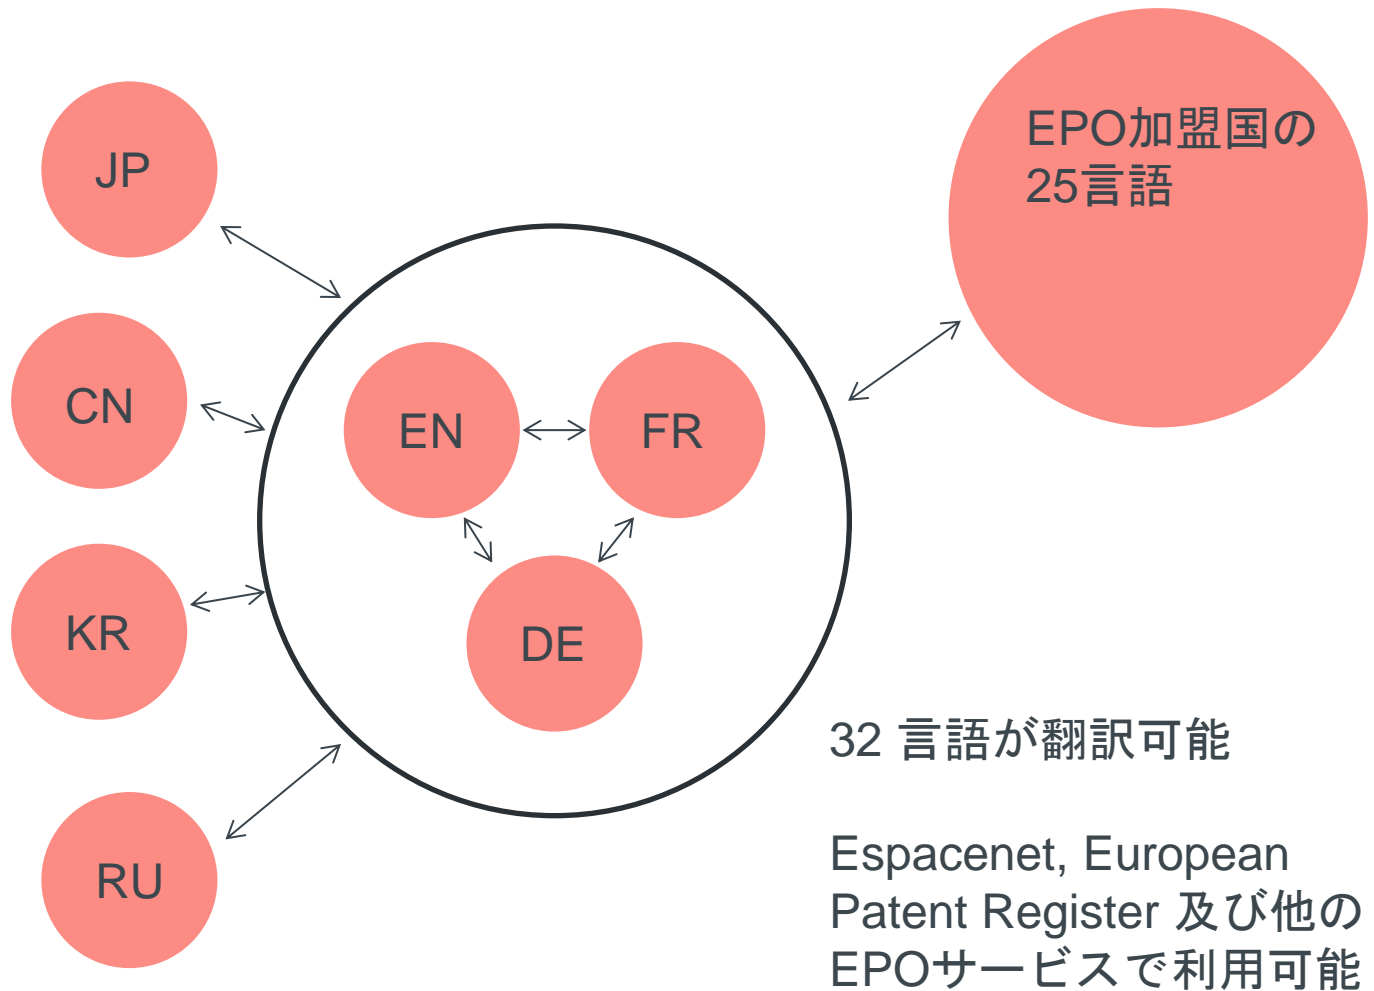 JP
EPO加盟国の
25言語
CN
EN
FR
KR
DE
32 言語が翻訳可能
RU
Espacenet, European
Patent Register 及び他の
EPOサービスで利用可能